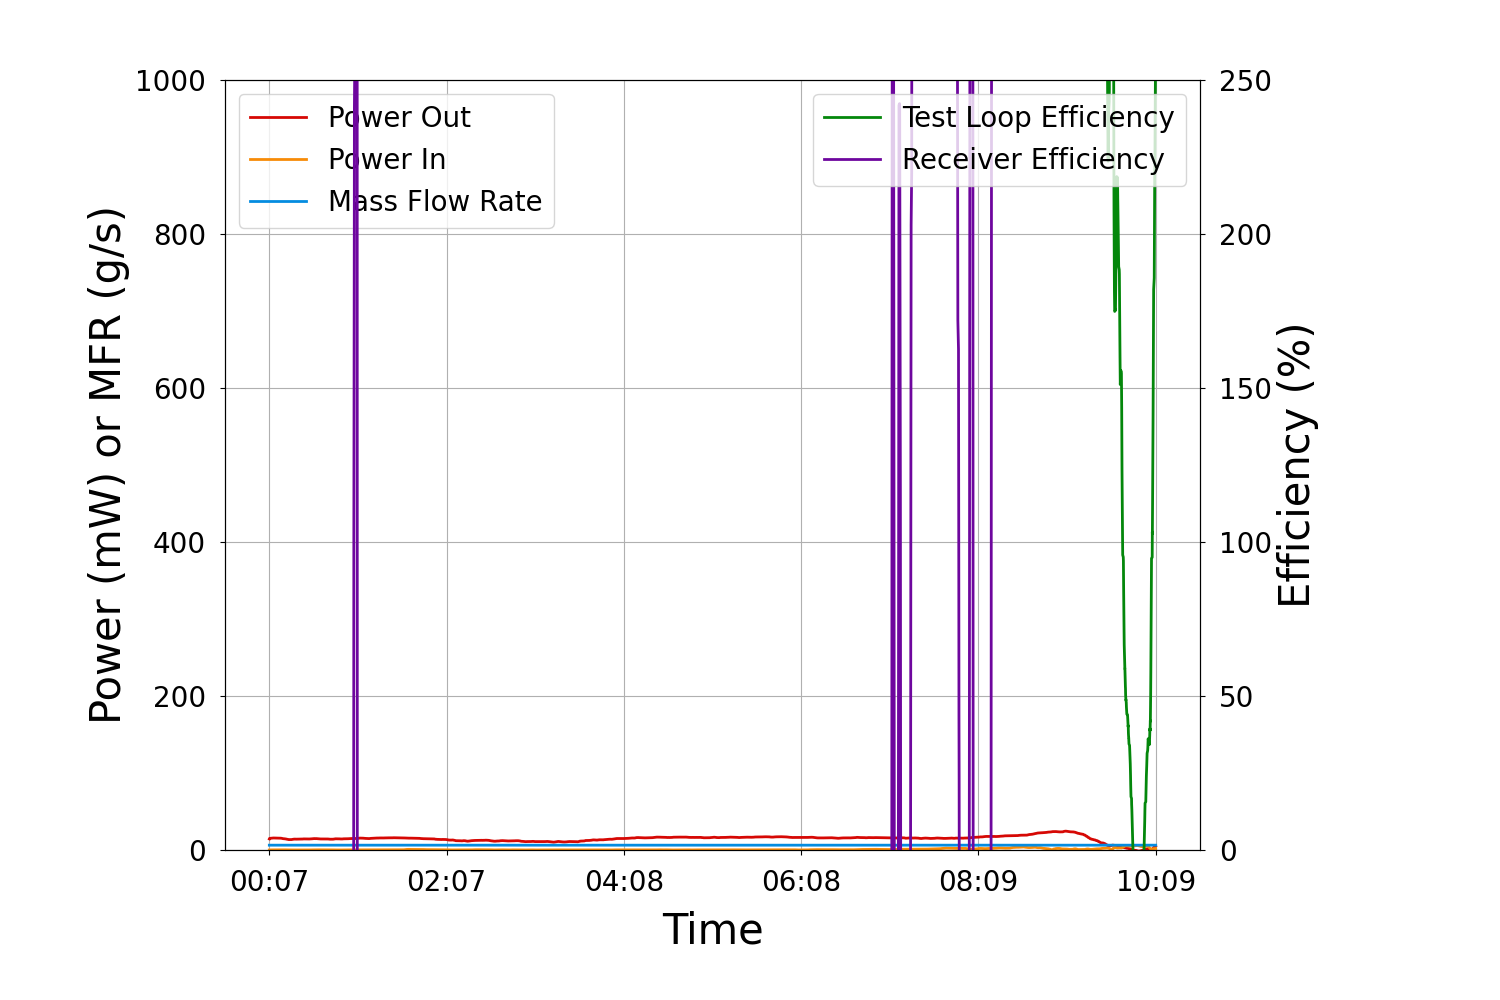 1000
800
600
400
200
0
Power (mW) or MFR (g/s)
Power Out
Power In
Mass Flow Rate
Test Loop Efficiency
Receiver Efficiency
250
200
150
100
50
0
Efficiency (%)
00:07 02:07 04:08 06:08 08:09 10:09
Time